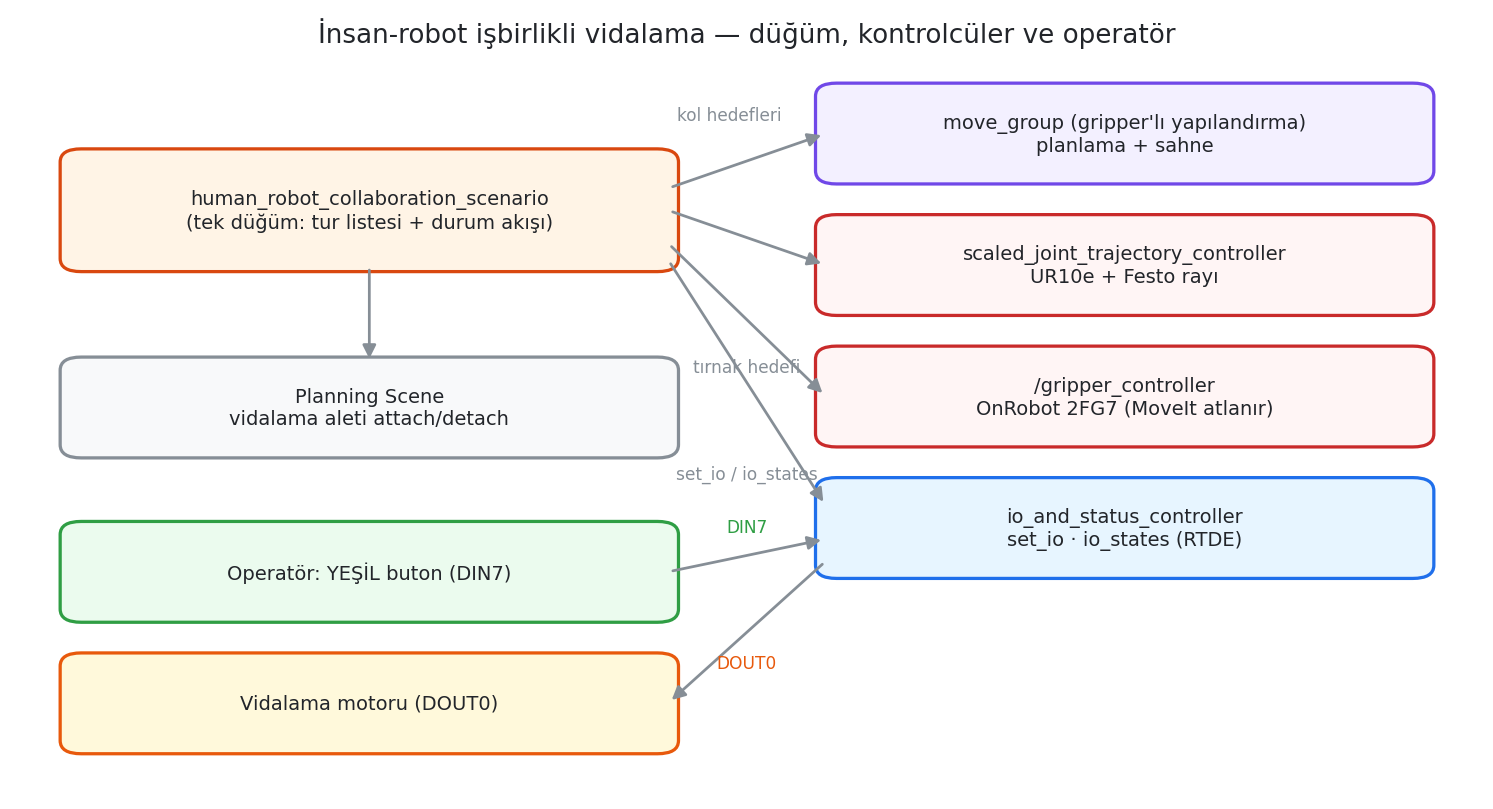 İnsan-robot işbirlikli vidalama — düğüm, kontrolcüler ve operatör
kol hedefleri
move_group (gripper'lı yapılandırma)
planlama + sahne
human_robot_collaboration_scenario
(tek düğüm: tur listesi + durum akışı)
scaled_joint_trajectory_controller
UR10e + Festo rayı
tırnak hedefi
/gripper_controller
OnRobot 2FG7 (MoveIt atlanır)
Planning Scene
vidalama aleti attach/detach
set_io / io_states
DIN7
io_and_status_controller
set_io · io_states (RTDE)
Operatör: YEŞİL buton (DIN7)
DOUT0
Vidalama motoru (DOUT0)